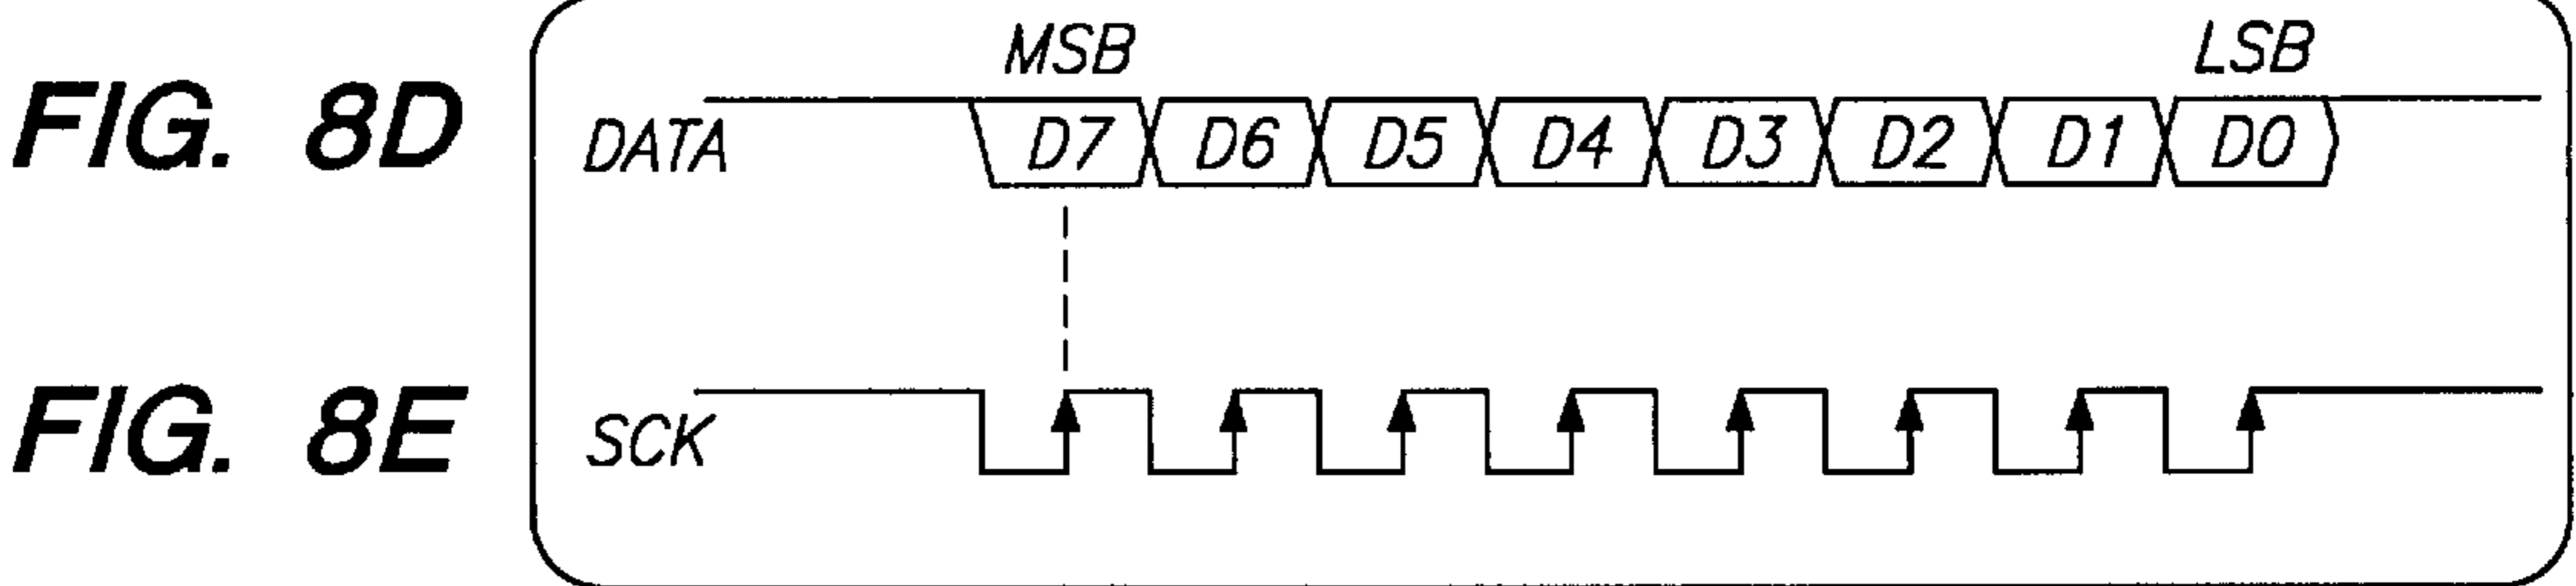 FIG. 8D
MSB LSB
DATA D7 D6 D5 D4 D3 D2 D1 D0
FIG. 8E
SCK